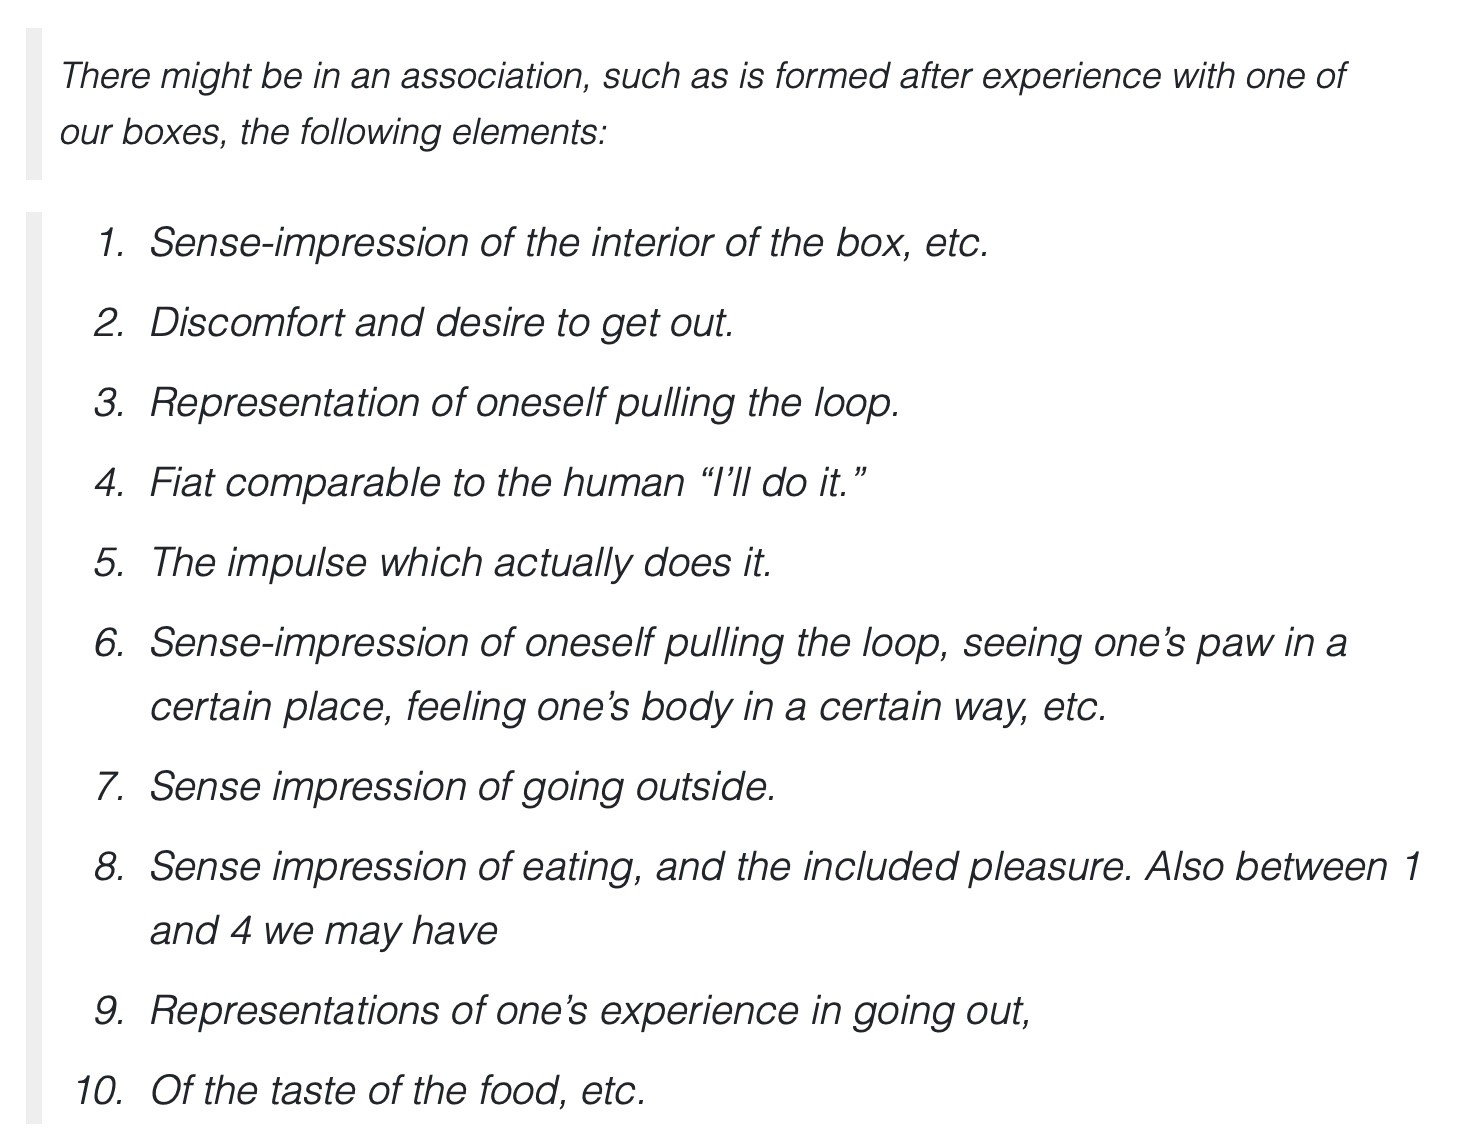 There might be in an association, such as is formed after experience with one of
our boxes, the following elements:
1. Sense-impression of the interior of the box, etc.
2. Discomfort and desire to get out.
3. Representation of oneself pulling the loop.
4. Fiat comparable to the human “I’ll do it.”
5. The impulse which actually does it.
6. Sense-impression of oneself pulling the loop, seeing one’s paw in a
certain place, feeling one’s body in a certain way, etc.
7. Sense impression of going outside.
8. Sense impression of eating, and the included pleasure. Also between 1
and 4 we may have
9. Representations of one’s experience in going out,
10. Of the taste of the food, etc.